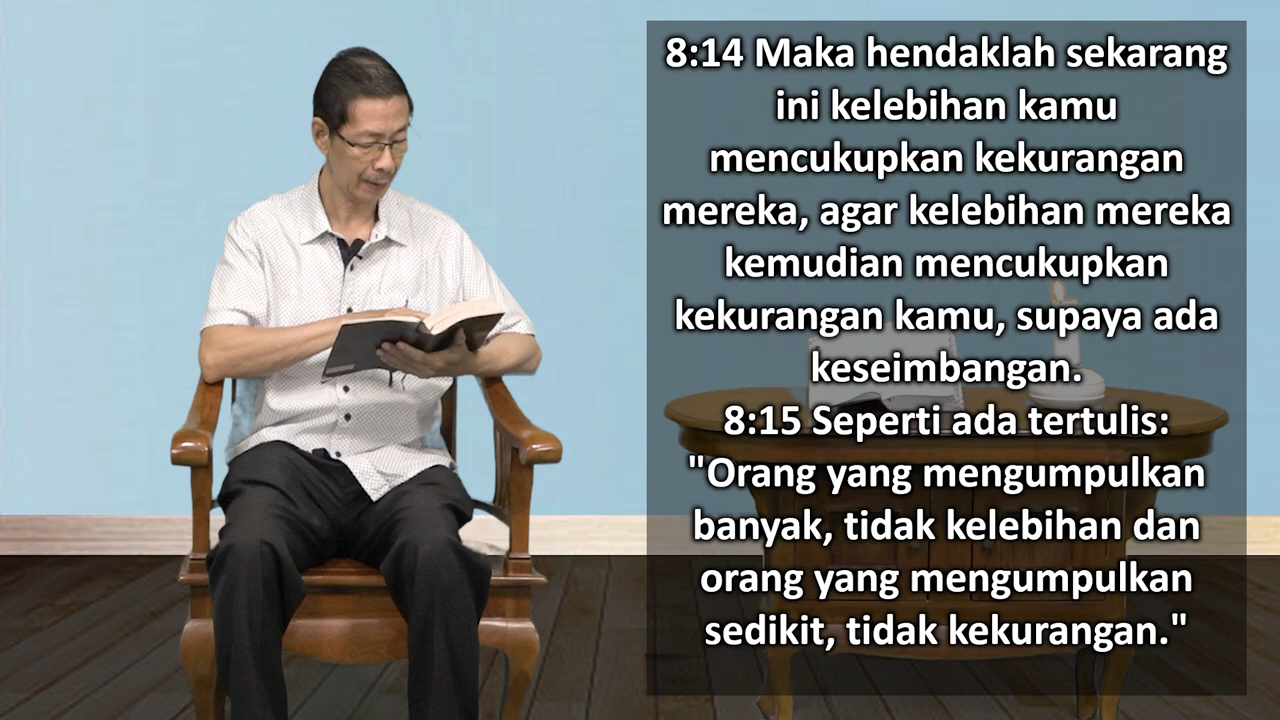 8:14 Maka hendaklah sekarang
ini kelebihan kamu
mencukupkan kekurangan
mereka, agar kelebihan mereka
kemudian mencukupkan
kekurangan kamu, supaya ada
keseimbangan.
8:15 Seperti ada tertulis:
"Orang yang mengumpulkan
banyak, tidak kelebihan dan
orang yang mengumpulkan
sedikit, tidak kekurangan."